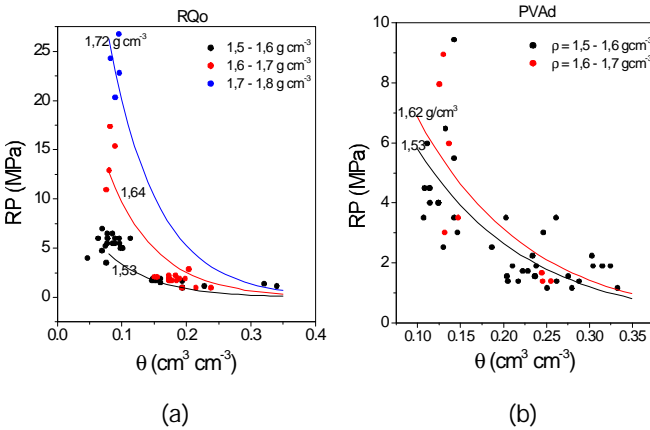 RQo
1,72 g cm⁻³
1,5 - 1,6 g cm⁻³
1,6 - 1,7 g cm⁻³
1,7 - 1,8 g cm⁻³
1,64
1,53
25
20
15
10
5
0
RP (MPa)
0.0 0.1 0.2 0.3 0.4
θ (cm³ cm⁻³)
(a)
PVAd
ρ = 1,5 - 1,6 gcm⁻³
ρ = 1,6 - 1,7 gcm⁻³
1,62 g/cm³
1,53
10
8
6
4
2
0
RP (MPa)
0.10 0.15 0.20 0.25 0.30 0.35
θ (cm³ cm⁻³)
(b)